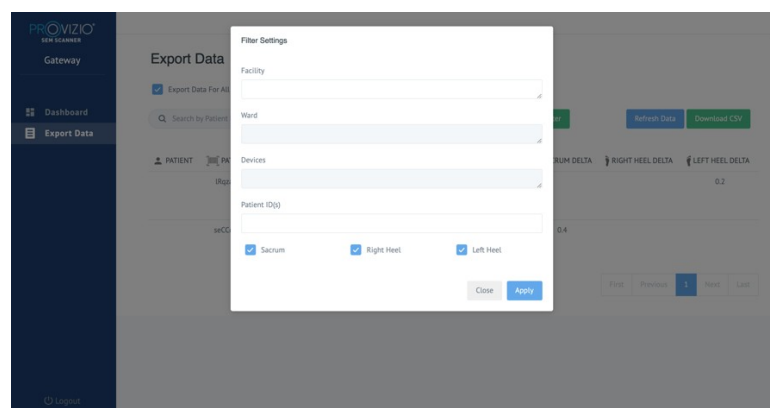 PROVIZIO
SEM SCANNER
Gateway
Dashboard
Export Data
Logout
Export Data
Export Data For All
Search by Patient
Refresh Data
Download CSV
PATIENT
RIGHT HEEL DELTA
LEFT HEEL DELTA
0.2
0.4
First Previous 1 Next Last
Filter Settings
Facility
Ward
Devices
Patient ID(s)
Sacrum Right Heel Left Heel
Close Apply